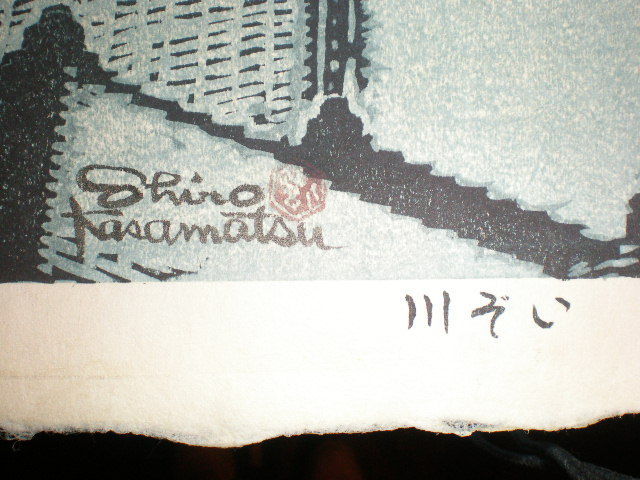 Shiro
Kasamatsu
川ぞい